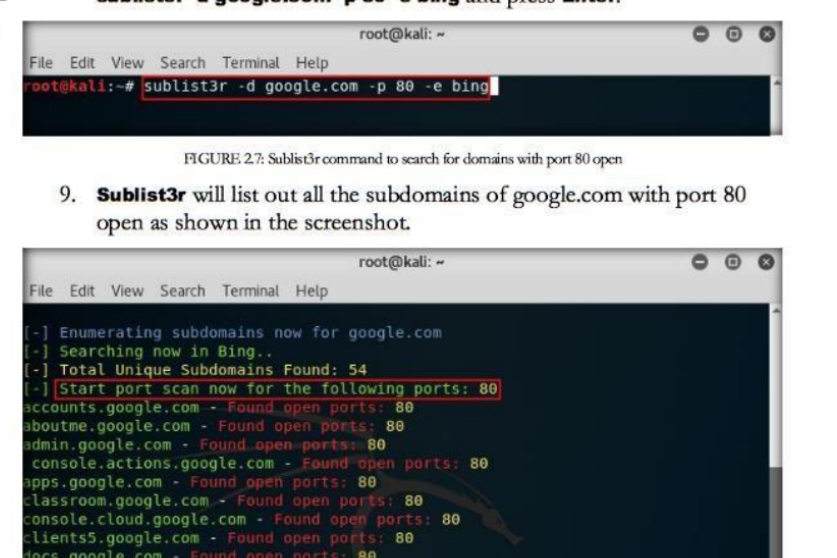 sublist3r -d google.com -p 80 -e bing and press Enter.
root@kali: ~
File Edit View Search Terminal Help
root@kali:~# sublist3r -d google.com -p 80 -e bing
FIGURE 2.7: Sublist3r command to search for domains with port 80 open
9. Sublist3r will list out all the subdomains of google.com with port 80
open as shown in the screenshot.
root@kali: ~
File Edit View Search Terminal Help
[-] Enumerating subdomains now for google.com
[-] Searching now in Bing..
[-] Total Unique Subdomains Found: 54
[-] Start port scan now for the following ports: 80
accounts.google.com - Found open ports: 80
aboutme.google.com - Found open ports: 80
admin.google.com - Found open ports: 80
console.actions.google.com - Found open ports: 80
apps.google.com - Found open ports: 80
classroom.google.com - Found open ports: 80
console.cloud.google.com - Found open ports: 80
clients5.google.com - Found open ports: 80
docs.google.com - Found open ports: 80